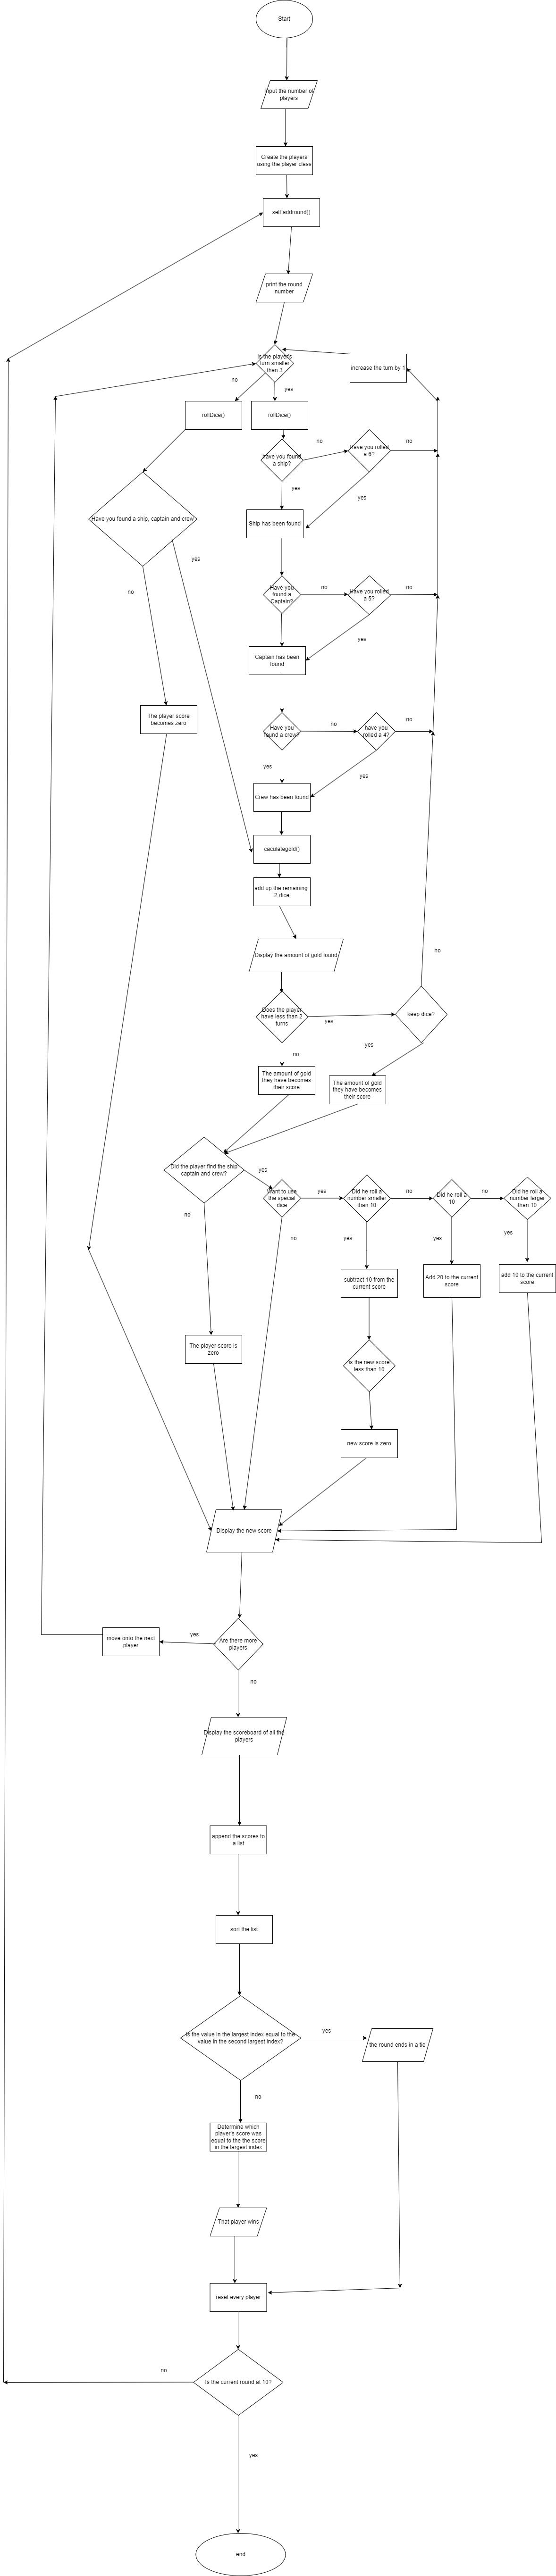 Start
input the number of
players
Create the players
using the player class
self addround()
print the round
number
Is the player's
turn smaller
than 3
increase the turn by 1
no
yes
rollDice()
rollDice()
have you found
a ship?
no
Have you rolled
a 6?
no
yes
yes
Ship has been found
Have you found a ship, captain and crew
yes
no
Have you
found a
Captain?
no
Have you rolled
a 5?
no
yes
Captain has been
found
The player score
becomes zero
Have you
found a crew?
no
have you
rolled a 4?
no
yes
yes
Crew has been found
caculategold()
add up the remaining
2 dice
Display the amount of gold found
no
Does the player
have less than 2
turns
yes
keep dice?
yes
no
The amount of gold
they have becomes
their score
The amount of gold
they have becomes
their score
Did the player find the ship
captain and crew?
yes
no
Want to use
the special
dice
yes
no
Did he roll a
number smaller
than 10
no
yes
Did he roll a
10
no
yes
Did he roll a
number larger
than 10
yes
subtract 10 from the
current score
Add 20 to the current
score
add 10 to the current
score
The player score is
zero
Is the new score
less than 10
new score is zero
Display the new score
Are there more
players
yes
move onto the next
player
no
Display the scoreboard of all the
players
append the scores to
a list
sort the list
Is the value in the largest index equal to the
value in the second largest index?
yes
the round ends in a tie
no
Determine which
player's score was
equal to the the score
in the largest index
That player wins
reset every player
Is the current round at 10?
no
yes
end